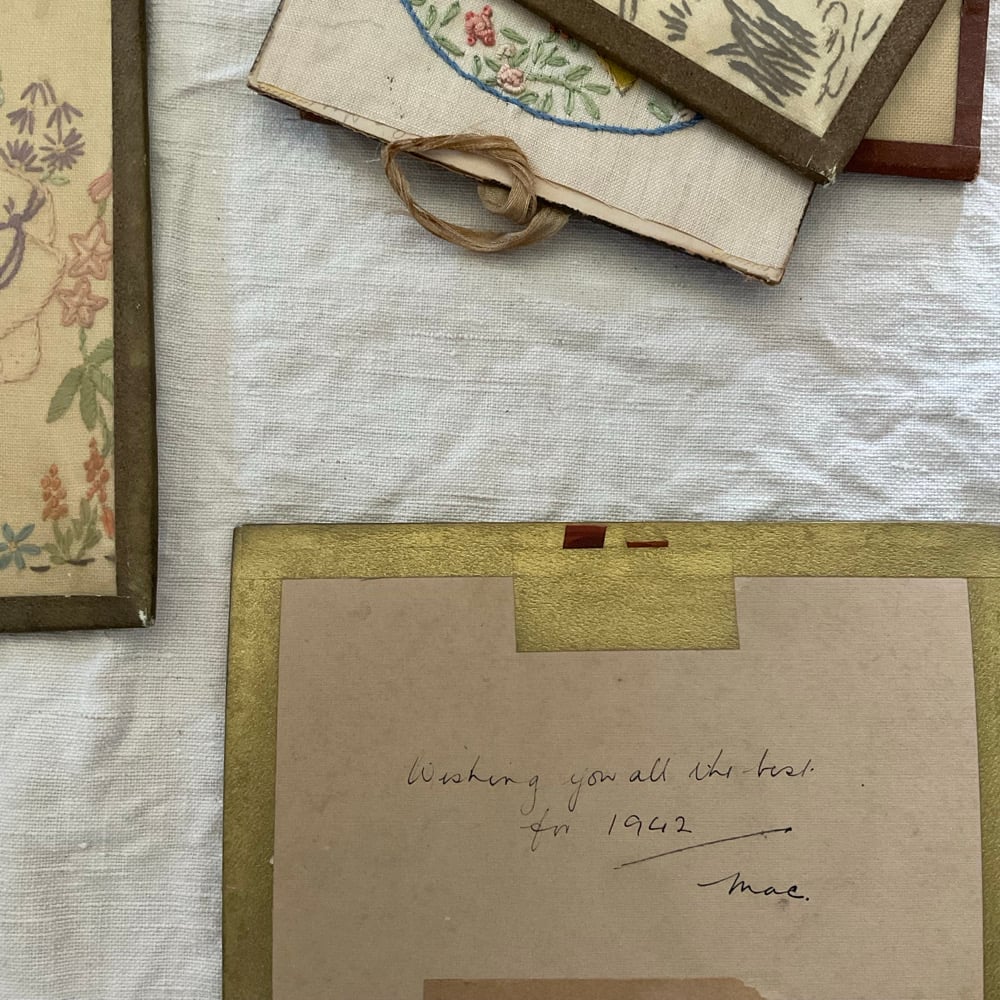 Wishing you all the best.
for 1942
Mac.